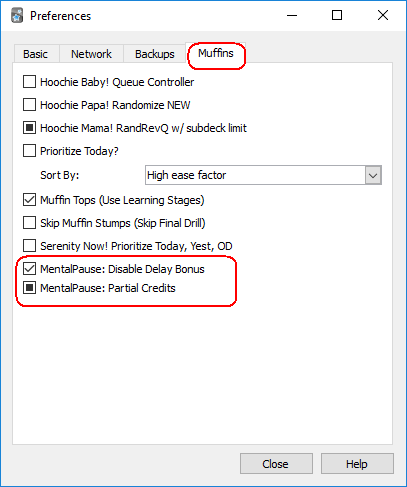 Preferences
Basic Network Backups Muffins
Hoochie Baby! Queue Controller
Hoochie Papa! Randomize NEW
Hoochie Mama! RandRevQ w/ subdeck limit
Prioritize Today?
Sort By: High ease factor
Muffin Tops (Use Learning Stages)
Skip Muffin Stumps (Skip Final Drill)
Serenity Now! Prioritize Today, Yest, OD
MentalPause: Disable Delay Bonus
MentalPause: Partial Credits
Close Help